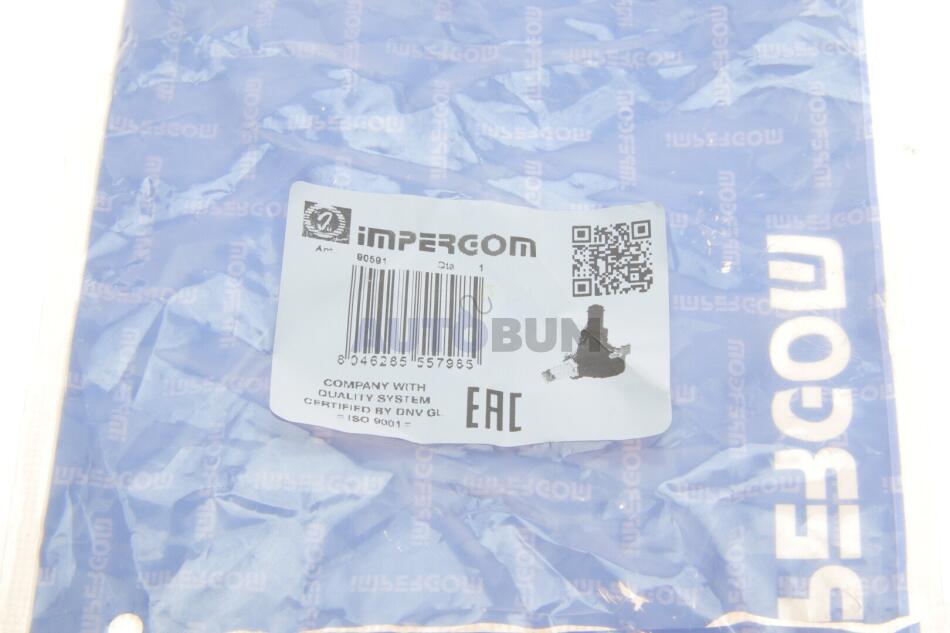 IMPERGOM
Art. 90591 Qta 1
8 046285 557985
AUTOBUM
COMPANY WITH
QUALITY SYSTEM
CERTIFIED BY DNV GL
= ISO 9001 =
EAC
IMPERGOM